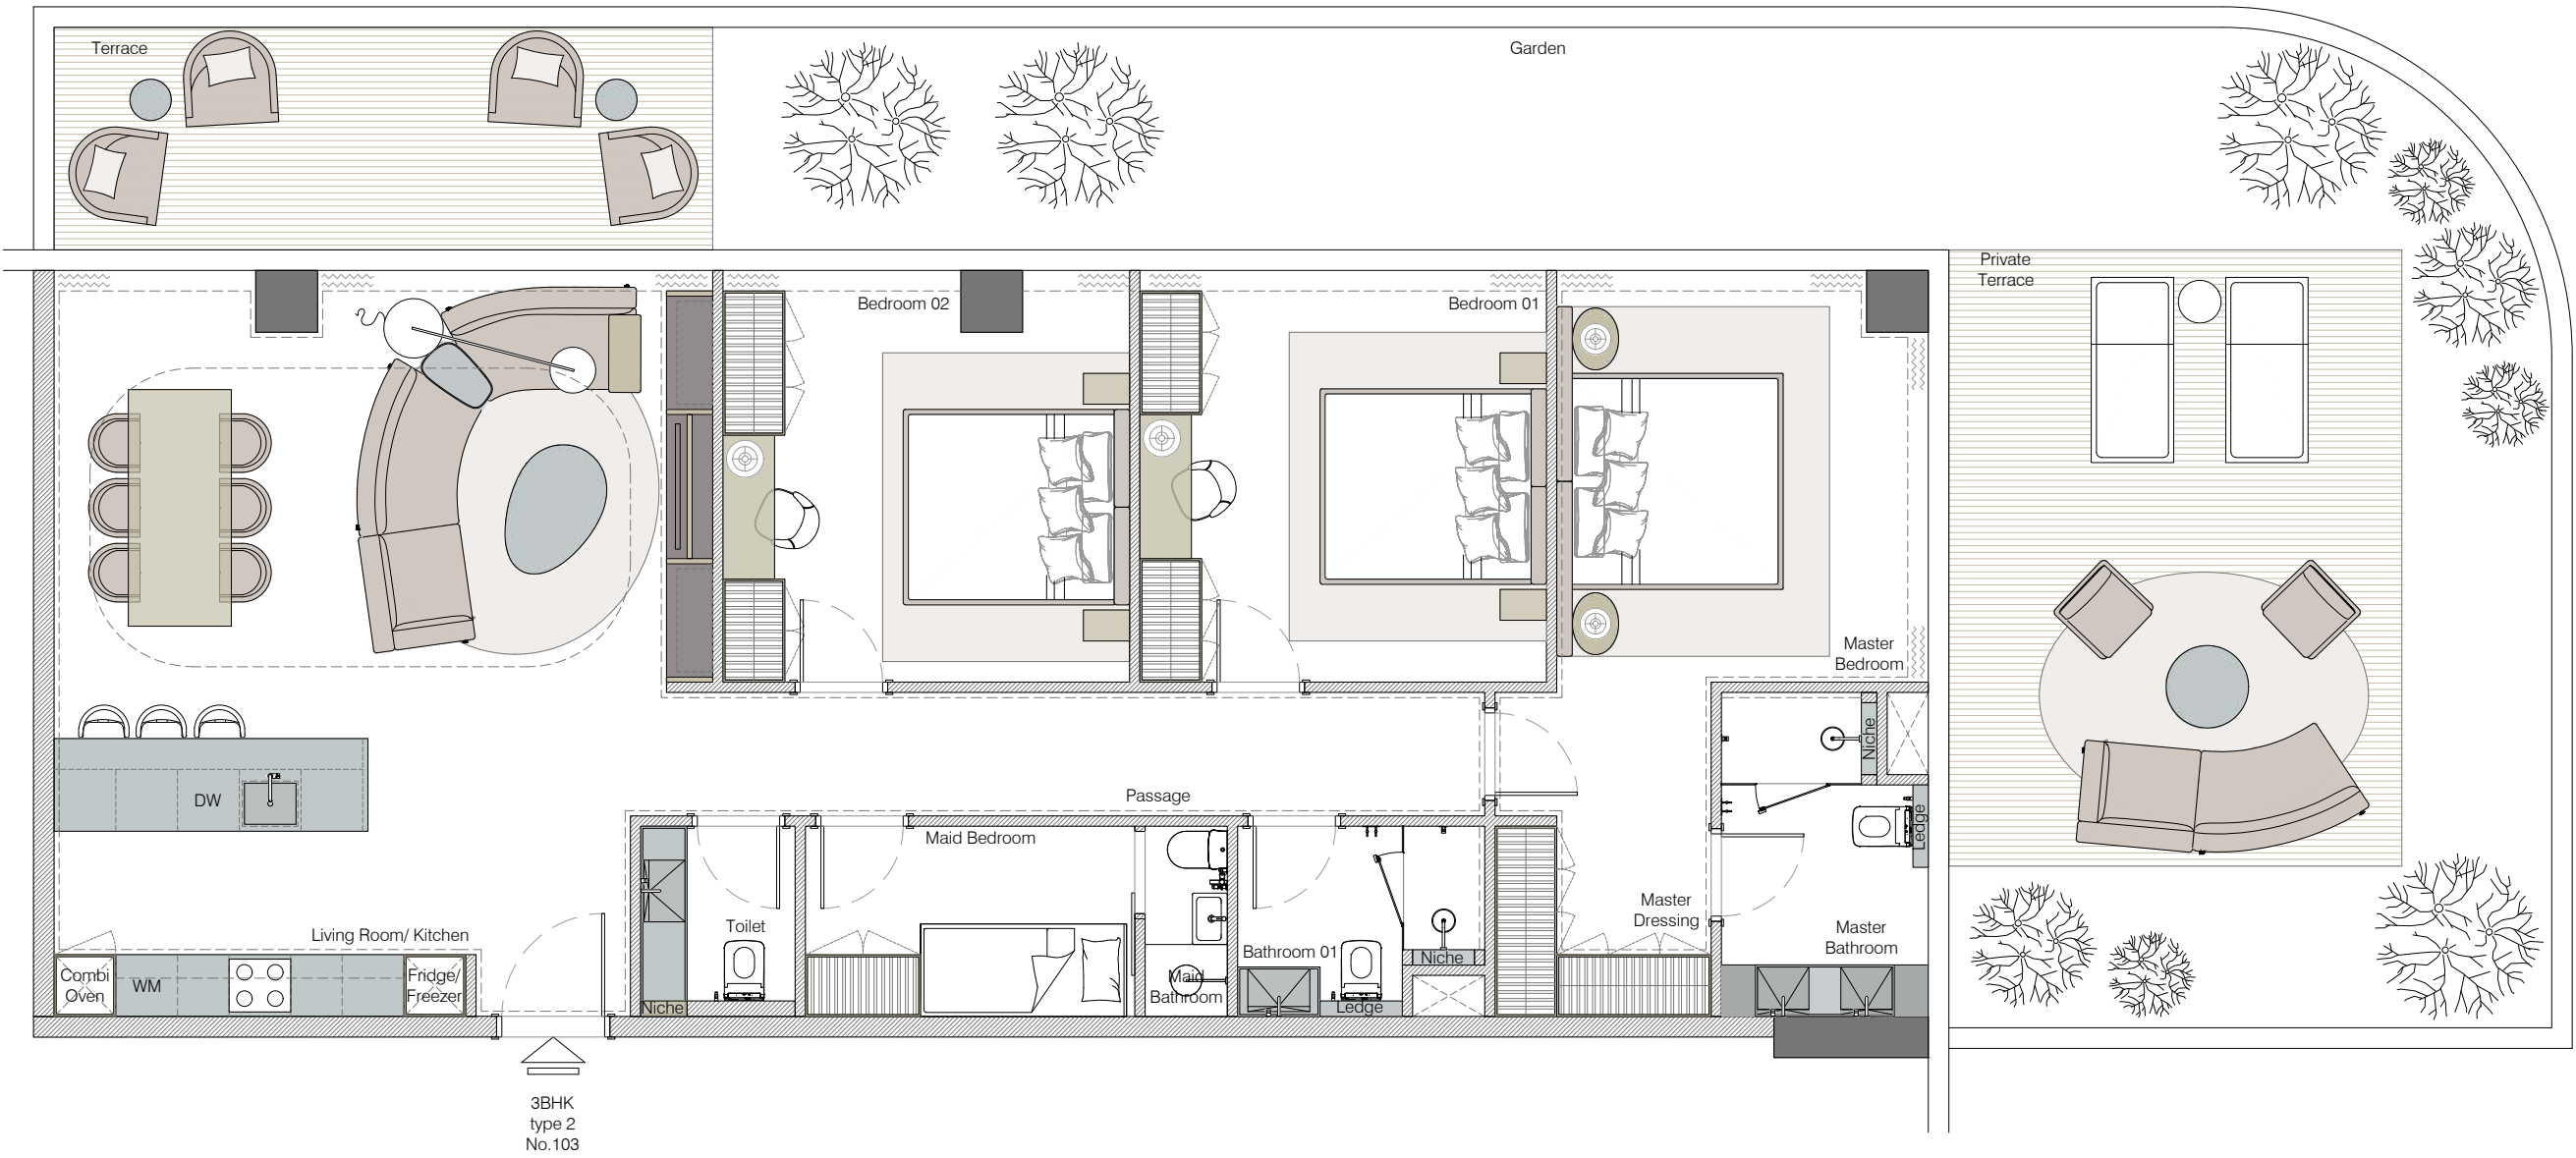 Terrace
Garden
Private
Terrace
Bedroom 02
Bedroom 01
Master
Bedroom
Niche
DW
Passage
Ledge
Maid Bedroom
Master
Dressing
Toilet
Living Room/ Kitchen
Master
Bathroom
Bathroom 01
Niche
Combi
Oven
WM
Fridge/
Freezer
Maid
Bathroom
Niche
Ledge
3BHK
type 2
No.103